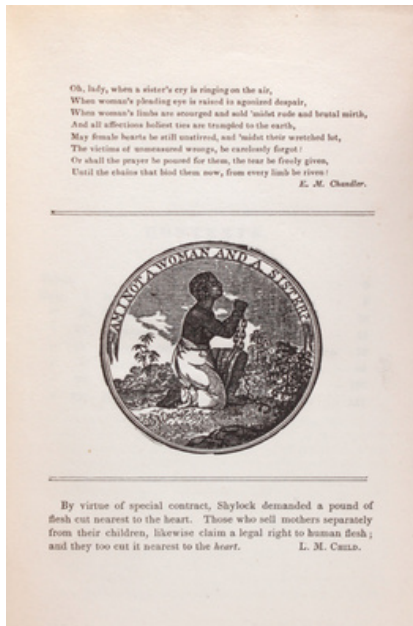 Oh, lady, when a sister's cry is ringing on the air,
When woman's pleading eye is raised in agonized despair,
When woman's limbs are scourged and sold 'midst rude and brutal mirth,
And all affections holiest ties are trampled to the earth,
May female hearts be still unstirred, and 'midst their wretched lot,
The victims of unmeasured wrongs, be carelessly forgot!
Or shall the prayer be poured for them, the tear be freely given,
Until the chains that bind them now, from every limb be riven!
E. M. Chandler.
AM I NOT A WOMAN AND A SISTER?
By virtue of special contract, Shylock demanded a pound of
flesh cut nearest to the heart. Those who sell mothers separately
from their children, likewise claim a legal right to human flesh;
and they too cut it nearest to the heart. L. M. CHILD.